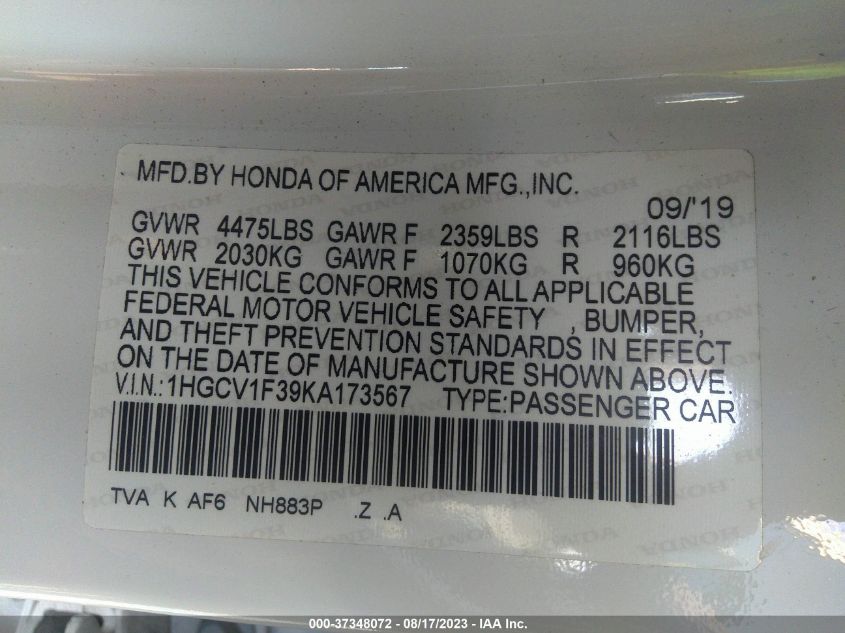 MFD.BY HONDA OF AMERICA MFG.,INC.
09/'19
GVWR 4475LBS GAWR F 2359LBS R 2116LBS
GVWR 2030KG GAWR F 1070KG R 960KG
THIS VEHICLE CONFORMS TO ALL APPLICABLE
FEDERAL MOTOR VEHICLE SAFETY , BUMPER,
AND THEFT PREVENTION STANDARDS IN EFFECT
ON THE DATE OF MANUFACTURE SHOWN ABOVE.
V.I.N.:1HGCV1F39KA173567 TYPE:PASSENGER CAR
TVA K AF6 NH883P .Z .A
000-37348072 - 08/17/2023 - IAA Inc.